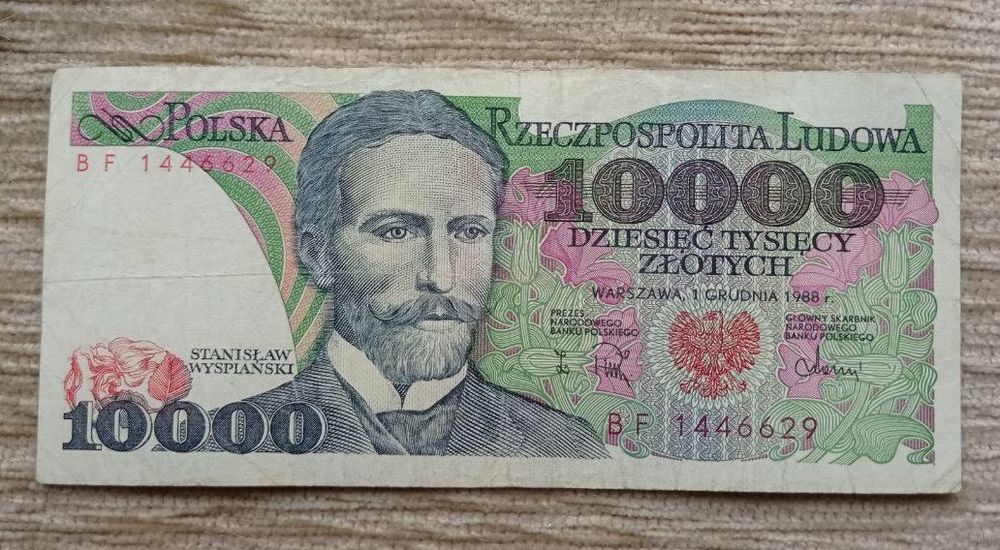 POLSKA
RZECZPOSPOLITA LUDOWA
BF 1446629
10000
DZIESIĘĆ TYSIĘCY
ZŁOTYCH
WARSZAWA, 1 GRUDNIA 1988 r.
PREZES
NARODOWEGO
BANKU POLSKIEGO
GŁÓWNY SKARBNIK
NARODOWEGO
BANKU POLSKIEGO
STANISŁAW
WYSPIAŃSKI
10000
BF 1446629